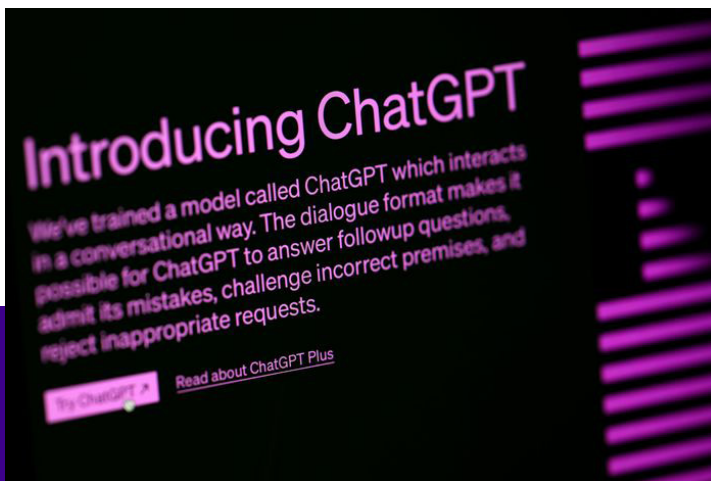 Introducing ChatGPT
We've trained a model called ChatGPT which interacts
in a conversational way. The dialogue format makes it
possible for ChatGPT to answer followup questions,
admit its mistakes, challenge incorrect premises, and
reject inappropriate requests.
Try ChatGPT ↗
Read about ChatGPT Plus